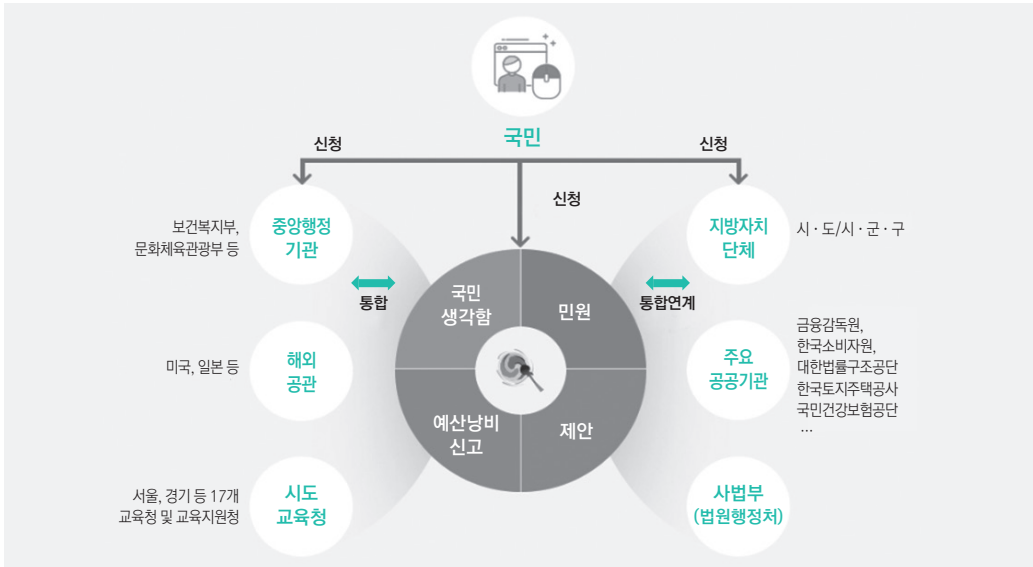 국민
신청
신청
신청
보건복지부,
문화체육관광부 등
중앙행정
기관
지방자치
단체
시 · 도/시 · 군 · 구
통합
통합연계
국민
생각함
민원
예산낭비
신고
제안
미국, 일본 등
해외
공관
주요
공공기관
금융감독원,
한국소비자원,
대한법률구조공단
한국토지주택공사
국민건강보험공단
…
서울, 경기 등 17개
교육청 및 교육지원청
시도
교육청
사법부
(법원행정처)